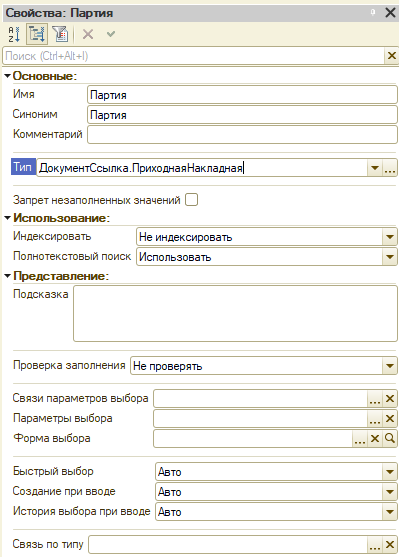 Свойства: Партия
Поиск (Ctrl+Alt+I)
Основные:
Имя Партия
Синоним Партия
Комментарий
Тип ДокументСсылка.ПриходнаяНакладная
Запрет незаполненных значений
Использование:
Индексировать Не индексировать
Полнотекстовый поиск Использовать
Представление:
Подсказка
Проверка заполнения Не проверять
Связи параметров выбора
Параметры выбора
Форма выбора
Быстрый выбор Авто
Создание при вводе Авто
История выбора при вводе Авто
Связь по типу